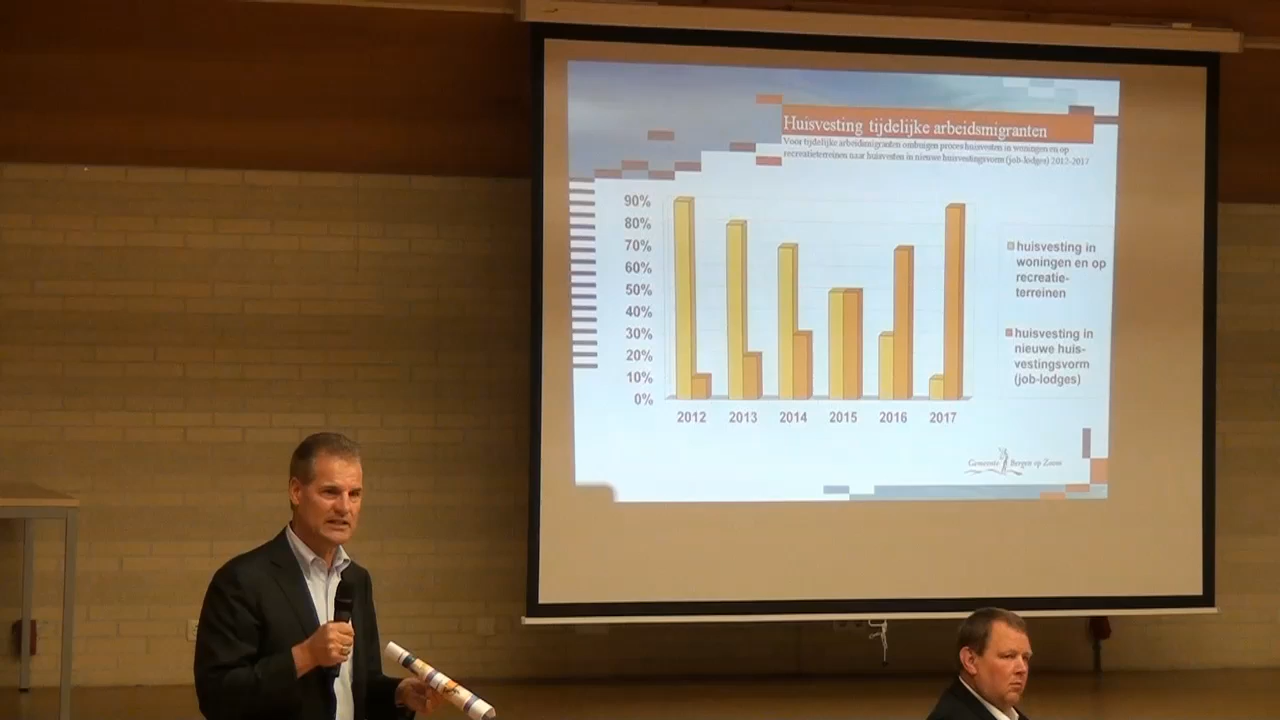 Huisvesting tijdelijke arbeidsmigranten
Voor tijdelijke arbeidsmigranten ombuigen proces huisvesten in woningen en op
recreatieterreinen naar huisvesten in nieuwe huisvestingsvorm (job-lodges) 2012-2017
90%
80%
70%
60%
50%
40%
30%
20%
10%
0%
2012 2013 2014 2015 2016 2017
huisvesting in
woningen en op
recreatie-
terreinen
huisvesting in
nieuwe huis-
vestingsvorm
(job-lodges)
Gemeente Bergen op Zoom